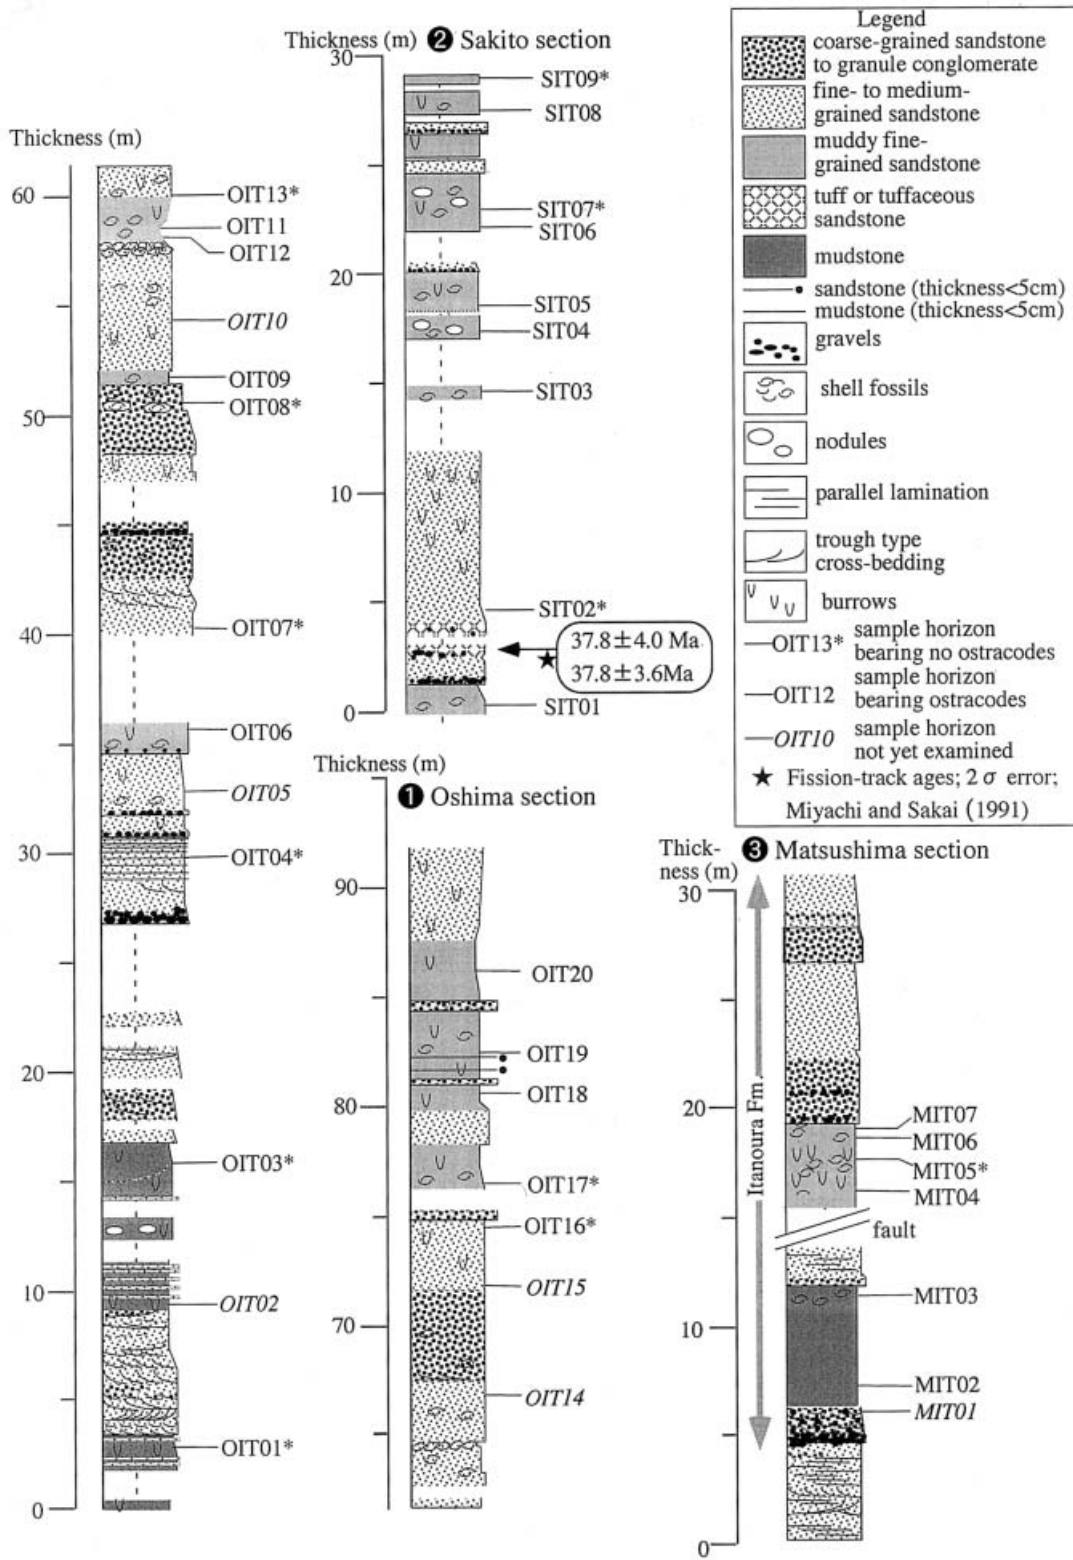 Thickness (m)
60
50
40
30
20
10
0
OIT13*
OIT11
OIT12
OIT10
OIT09
OIT08*
OIT07*
OIT06
OIT05
OIT04*
OIT03*
OIT02
OIT01*
Thickness (m) ❷ Sakito section
30
20
10
0
SIT09*
SIT08
SIT07*
SIT06
SIT05
SIT04
SIT03
SIT02*
37.8±4.0 Ma
37.8±3.6Ma
SIT01
Thickness (m)
❶ Oshima section
90
80
70
OIT20
OIT19
OIT18
OIT17*
OIT16*
OIT15
OIT14
Legend
coarse-grained sandstone
to granule conglomerate
fine- to medium-
grained sandstone
muddy fine-
grained sandstone
tuff or tuffaceous
sandstone
mudstone
sandstone (thickness<5cm)
mudstone (thickness<5cm)
gravels
shell fossils
nodules
parallel lamination
trough type
cross-bedding
burrows
OIT13* sample horizon
bearing no ostracodes
OIT12 sample horizon
bearing ostracodes
OIT10 sample horizon
not yet examined
★ Fission-track ages; 2 σ error;
Miyachi and Sakai (1991)
Thick-
ness (m)
❸ Matsushima section
30
20
10
0
Itanoura Fm.
MIT07
MIT06
MIT05*
MIT04
fault
MIT03
MIT02
MIT01